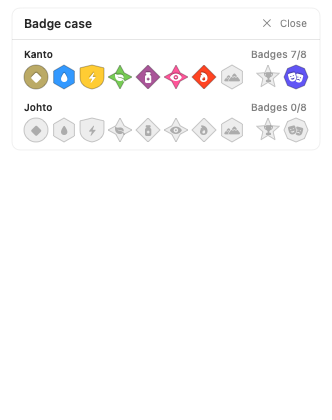 Badge case
Close
Kanto
Badges 7/8
Johto
Badges 0/8